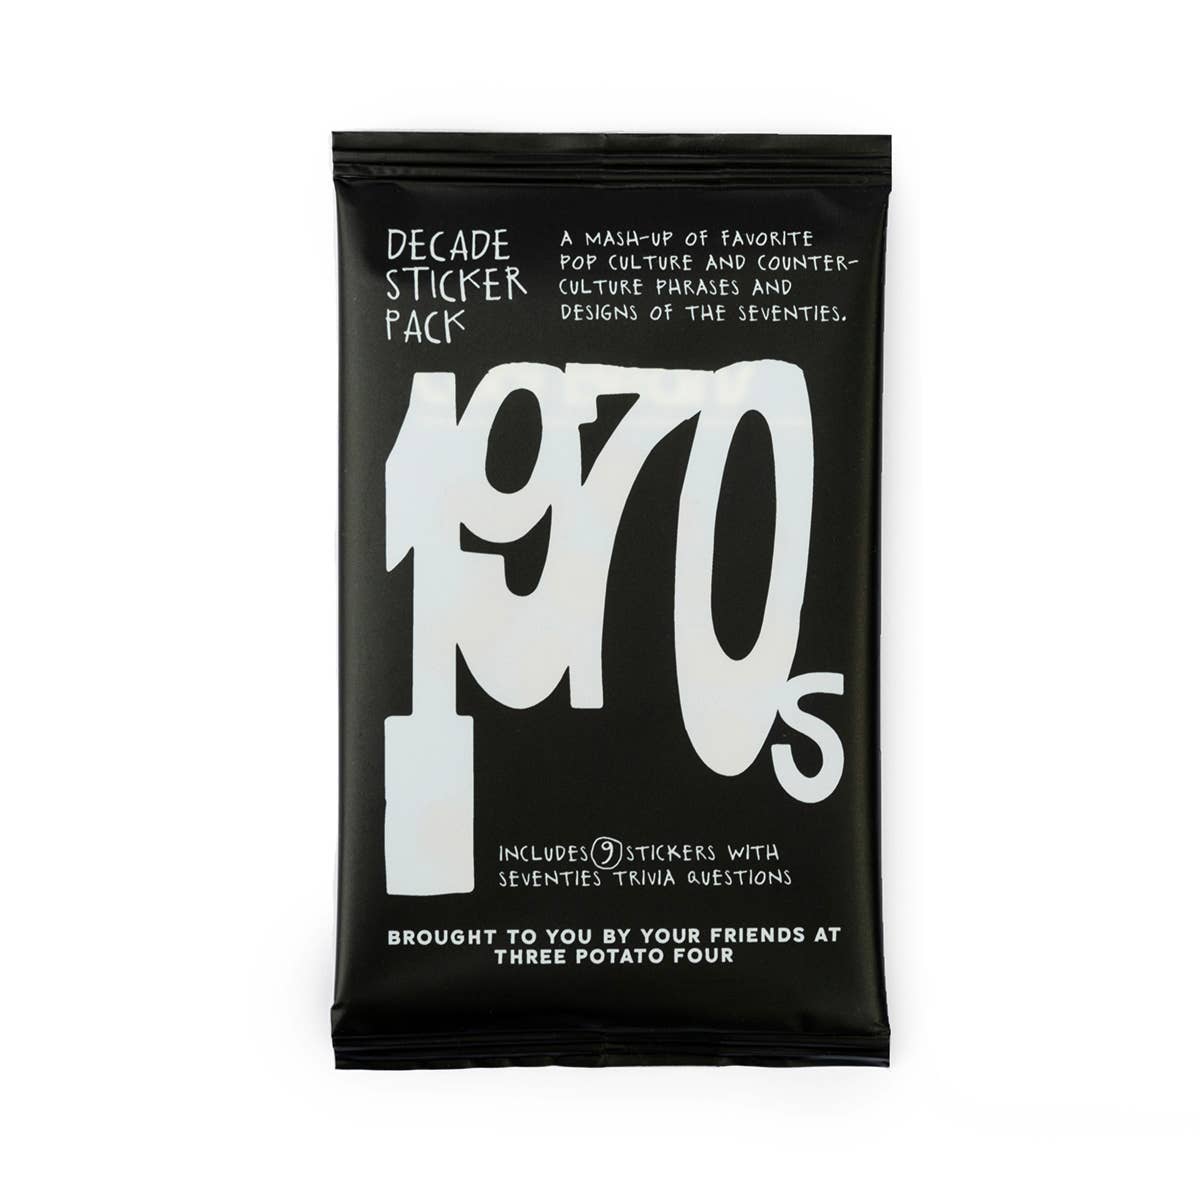 DECADE
STICKER
PACK
A MASH-UP OF FAVORITE
POP CULTURE AND COUNTER-
CULTURE PHRASES AND
DESIGNS OF THE SEVENTIES.
1970s
INCLUDES 9 STICKERS WITH
SEVENTIES TRIVIA QUESTIONS
BROUGHT TO YOU BY YOUR FRIENDS AT
THREE POTATO FOUR